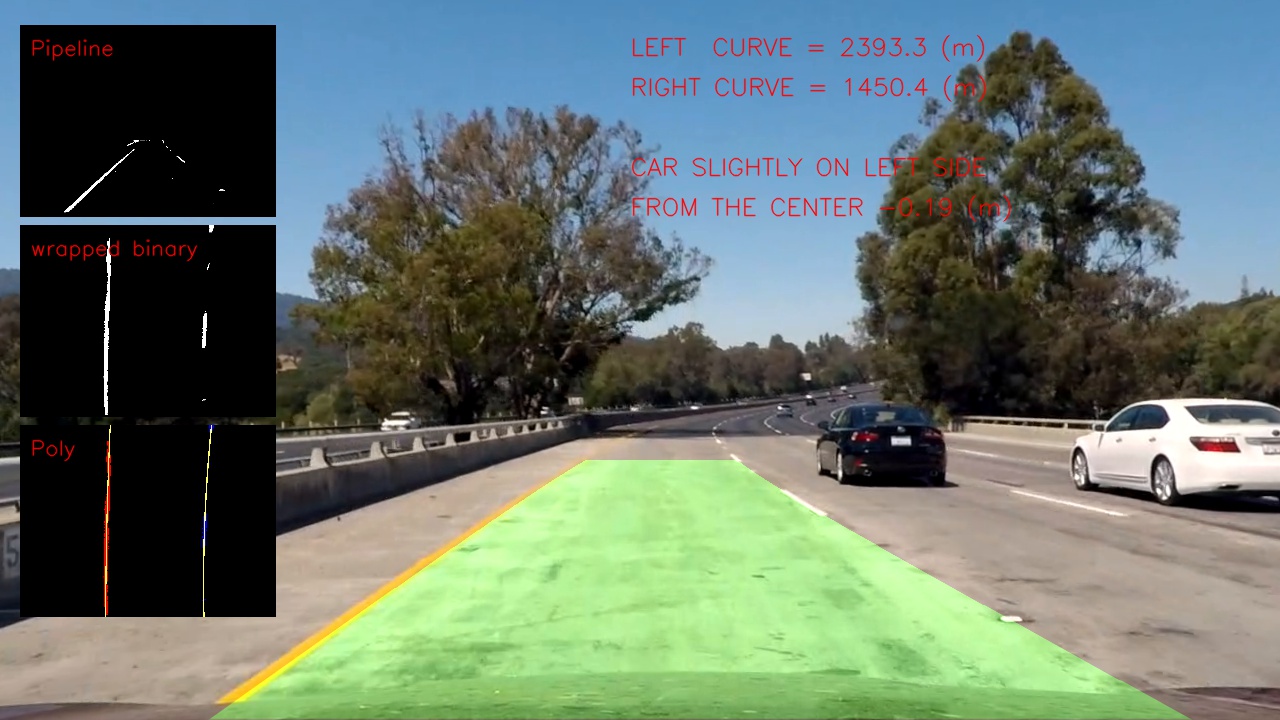 Pipeline
LEFT CURVE = 2393.3 (m)
RIGHT CURVE = 1450.4 (m)
CAR SLIGHTLY ON LEFT SIDE
FROM THE CENTER -0.19 (m)
wrapped binary
Poly
5